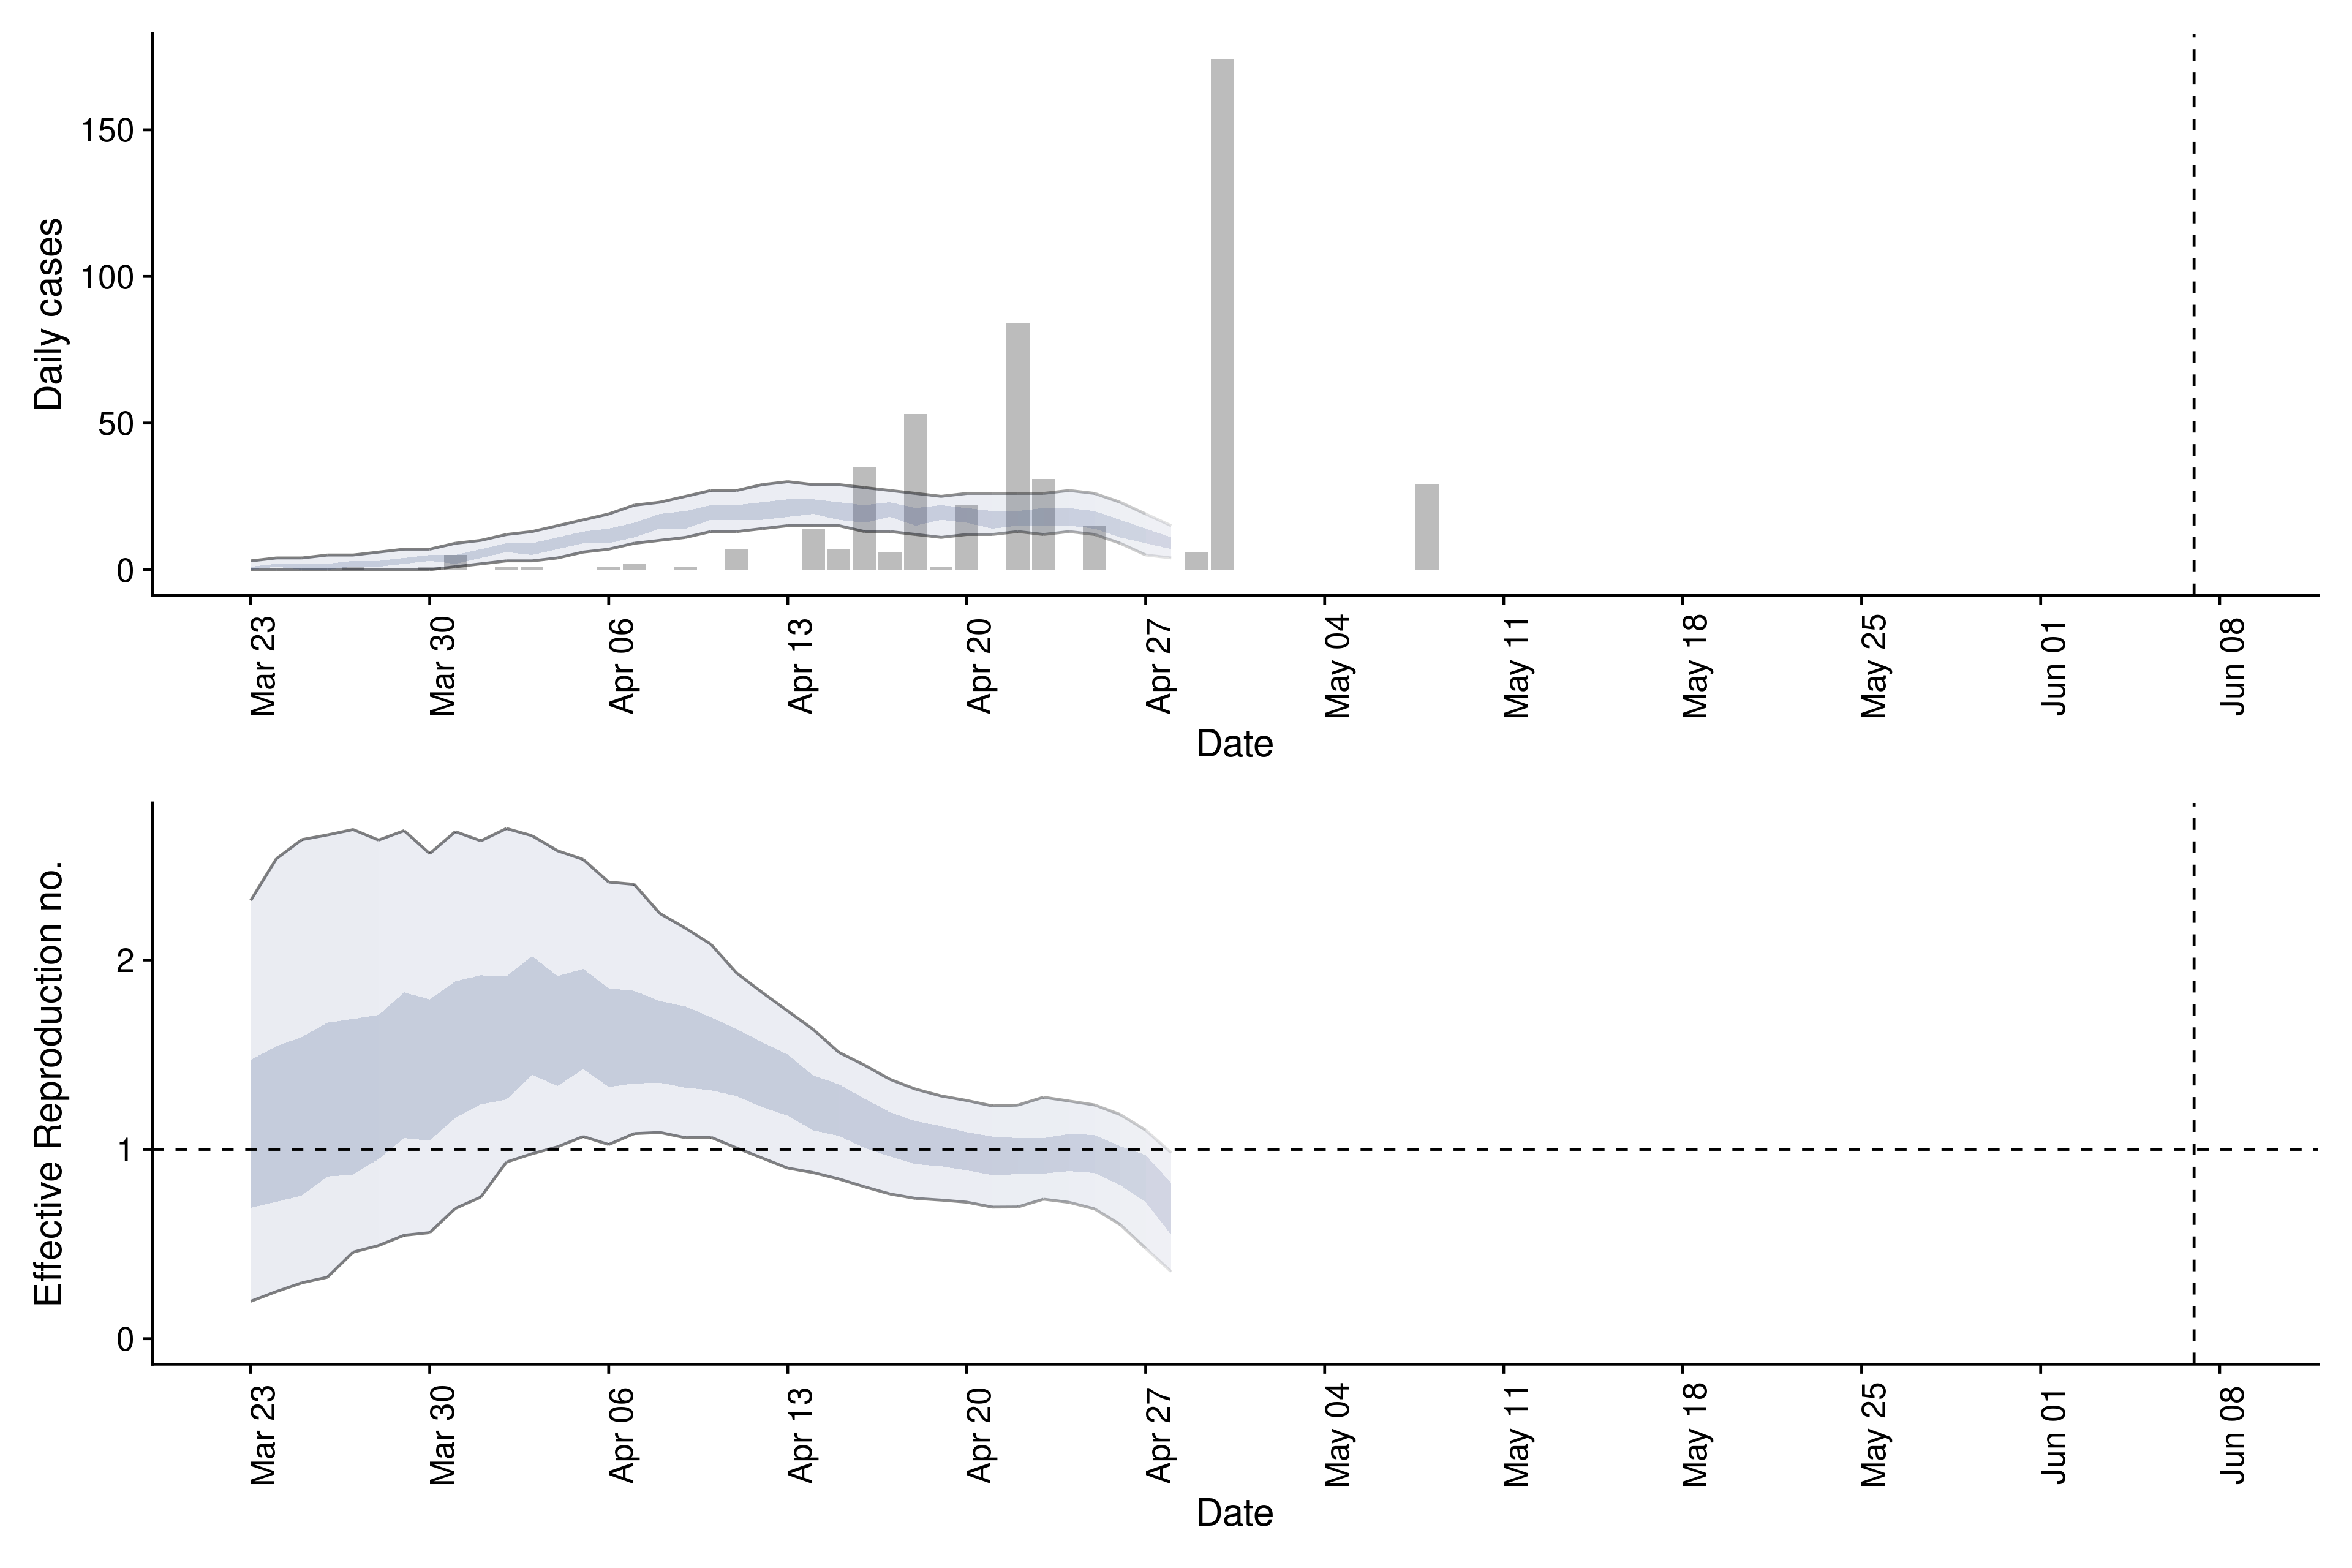 Daily cases
150
100
50
0
Mar 23
Mar 30
Apr 06
Apr 13
Apr 20
Apr 27
May 04
May 11
May 18
May 25
Jun 01
Jun 08
Date
Effective Reproduction no.
2
1
0
Mar 23
Mar 30
Apr 06
Apr 13
Apr 20
Apr 27
May 04
May 11
May 18
May 25
Jun 01
Jun 08
Date